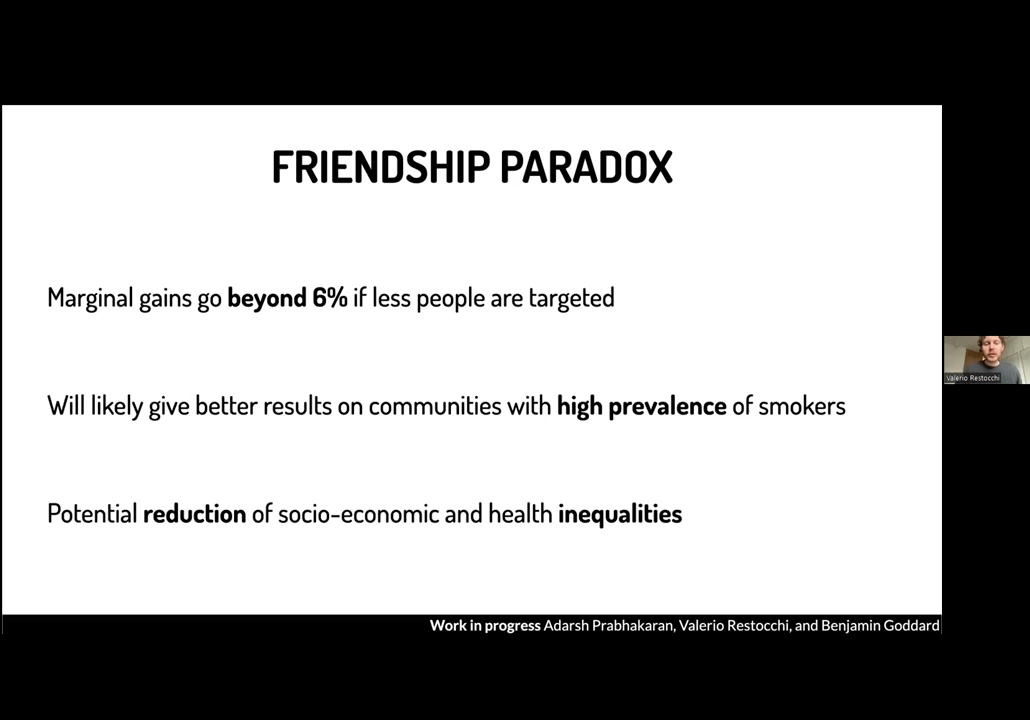 FRIENDSHIP PARADOX
Marginal gains go beyond 6% if less people are targeted
Will likely give better results on communities with high prevalence of smokers
Valerio Restocchi
Potential reduction of socio-economic and health inequalities
Work in progress Adarsh Prabhakaran, Valerio Restocchi, and Benjamin Goddard